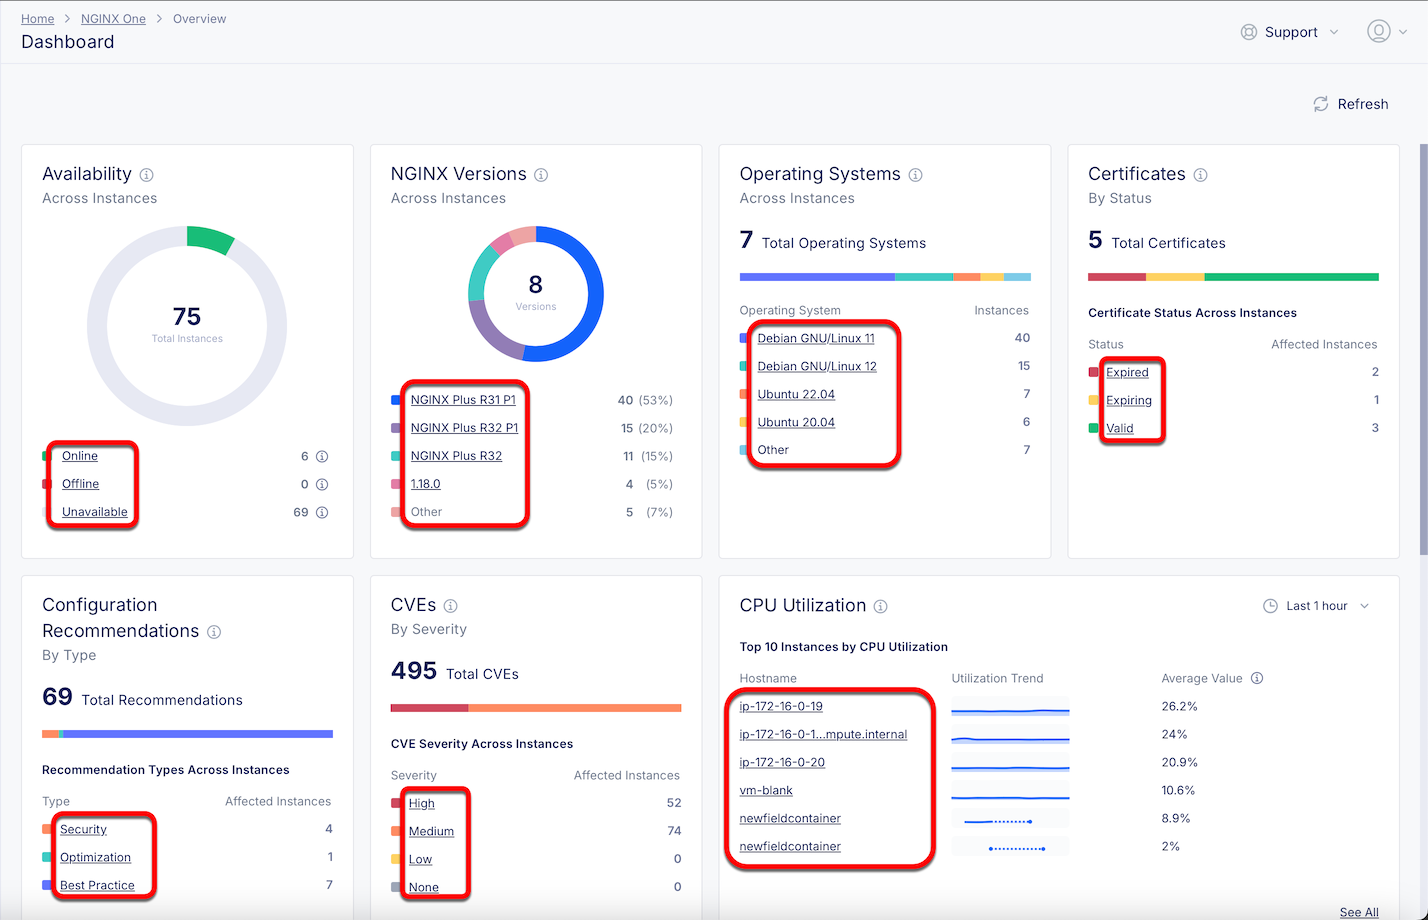 Home > NGINX One > Overview
Dashboard
Support
Refresh
Availability
Across Instances
75
Total Instances
Online 6
Offline 0
Unavailable 69
NGINX Versions
Across Instances
8
Versions
NGINX Plus R31 P1 40 (53%)
NGINX Plus R32 P1 15 (20%)
NGINX Plus R32 11 (15%)
1.18.0 4 (5%)
Other 5 (7%)
Operating Systems
Across Instances
7 Total Operating Systems
Operating System Instances
Debian GNU/Linux 11 40
Debian GNU/Linux 12 15
Ubuntu 22.04 7
Ubuntu 20.04 6
Other 7
Certificates
By Status
5 Total Certificates
Certificate Status Across Instances
Status Affected Instances
Expired 2
Expiring 1
Valid 3
Configuration
Recommendations
By Type
69 Total Recommendations
Recommendation Types Across Instances
Type Affected Instances
Security 4
Optimization 1
Best Practice 7
CVEs
By Severity
495 Total CVEs
CVE Severity Across Instances
Severity Affected Instances
High 52
Medium 74
Low 0
None 0
CPU Utilization
Last 1 hour
Top 10 Instances by CPU Utilization
Hostname Utilization Trend Average Value
ip-172-16-0-19 26.2%
ip-172-16-0-1...mpute.internal 24%
ip-172-16-0-20 20.9%
vm-blank 10.6%
newfieldcontainer 8.9%
newfieldcontainer 2%
See All